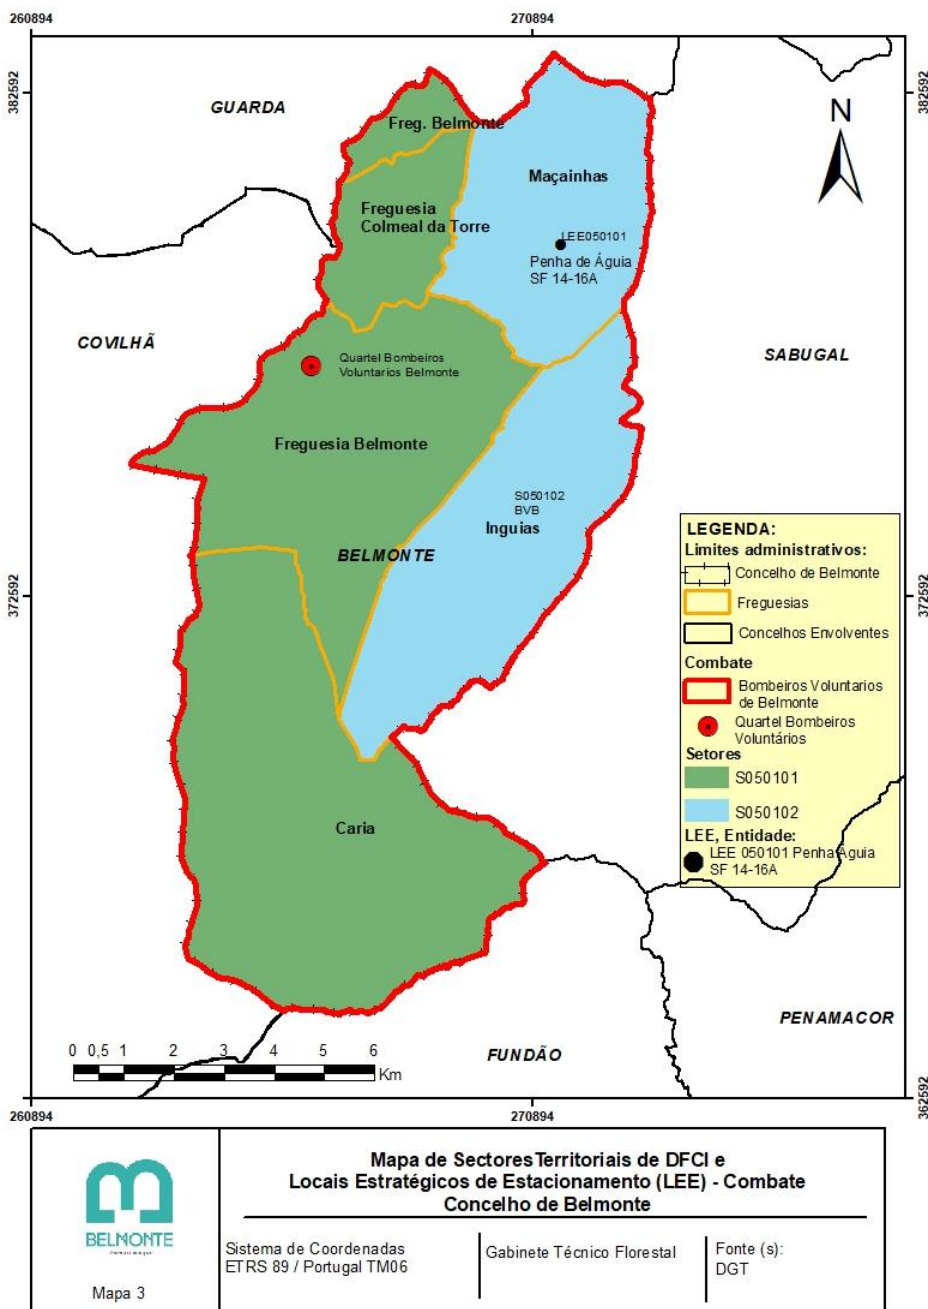 260894
270894
382592
382592
GUARDA
Freg. Belmonte
N
Maçainhas
Freguesia
Colmeal da Torre
LEE050101
Penha de Águia
SF 14-16A
COVILHÃ
SABUGAL
Quartel Bombeiros
Voluntarios Belmonte
Freguesia Belmonte
S050102
BVB
Inguias
BELMONTE
372592
372592
LEGENDA:
Limites administrativos:
Concelho de Belmonte
Freguesias
Concelhos Envolventes
Combate
Bombeiros Voluntarios
de Belmonte
Quartel Bombeiros
Voluntários
Setores
S050101
S050102
LEE, Entidade:
LEE 050101 Penha Aguia
SF 14-16A
Caria
PENAMACOR
FUNDÃO
0 0,5 1 2 3 4 5 6
Km
362592
260894
270894
Mapa de Sectores Territoriais de DFCI e
Locais Estratégicos de Estacionamento (LEE) - Combate
Concelho de Belmonte
BELMONTE
Mapa 3
Sistema de Coordenadas
ETRS 89 / Portugal TM06
Gabinete Técnico Florestal
Fonte (s):
DGT